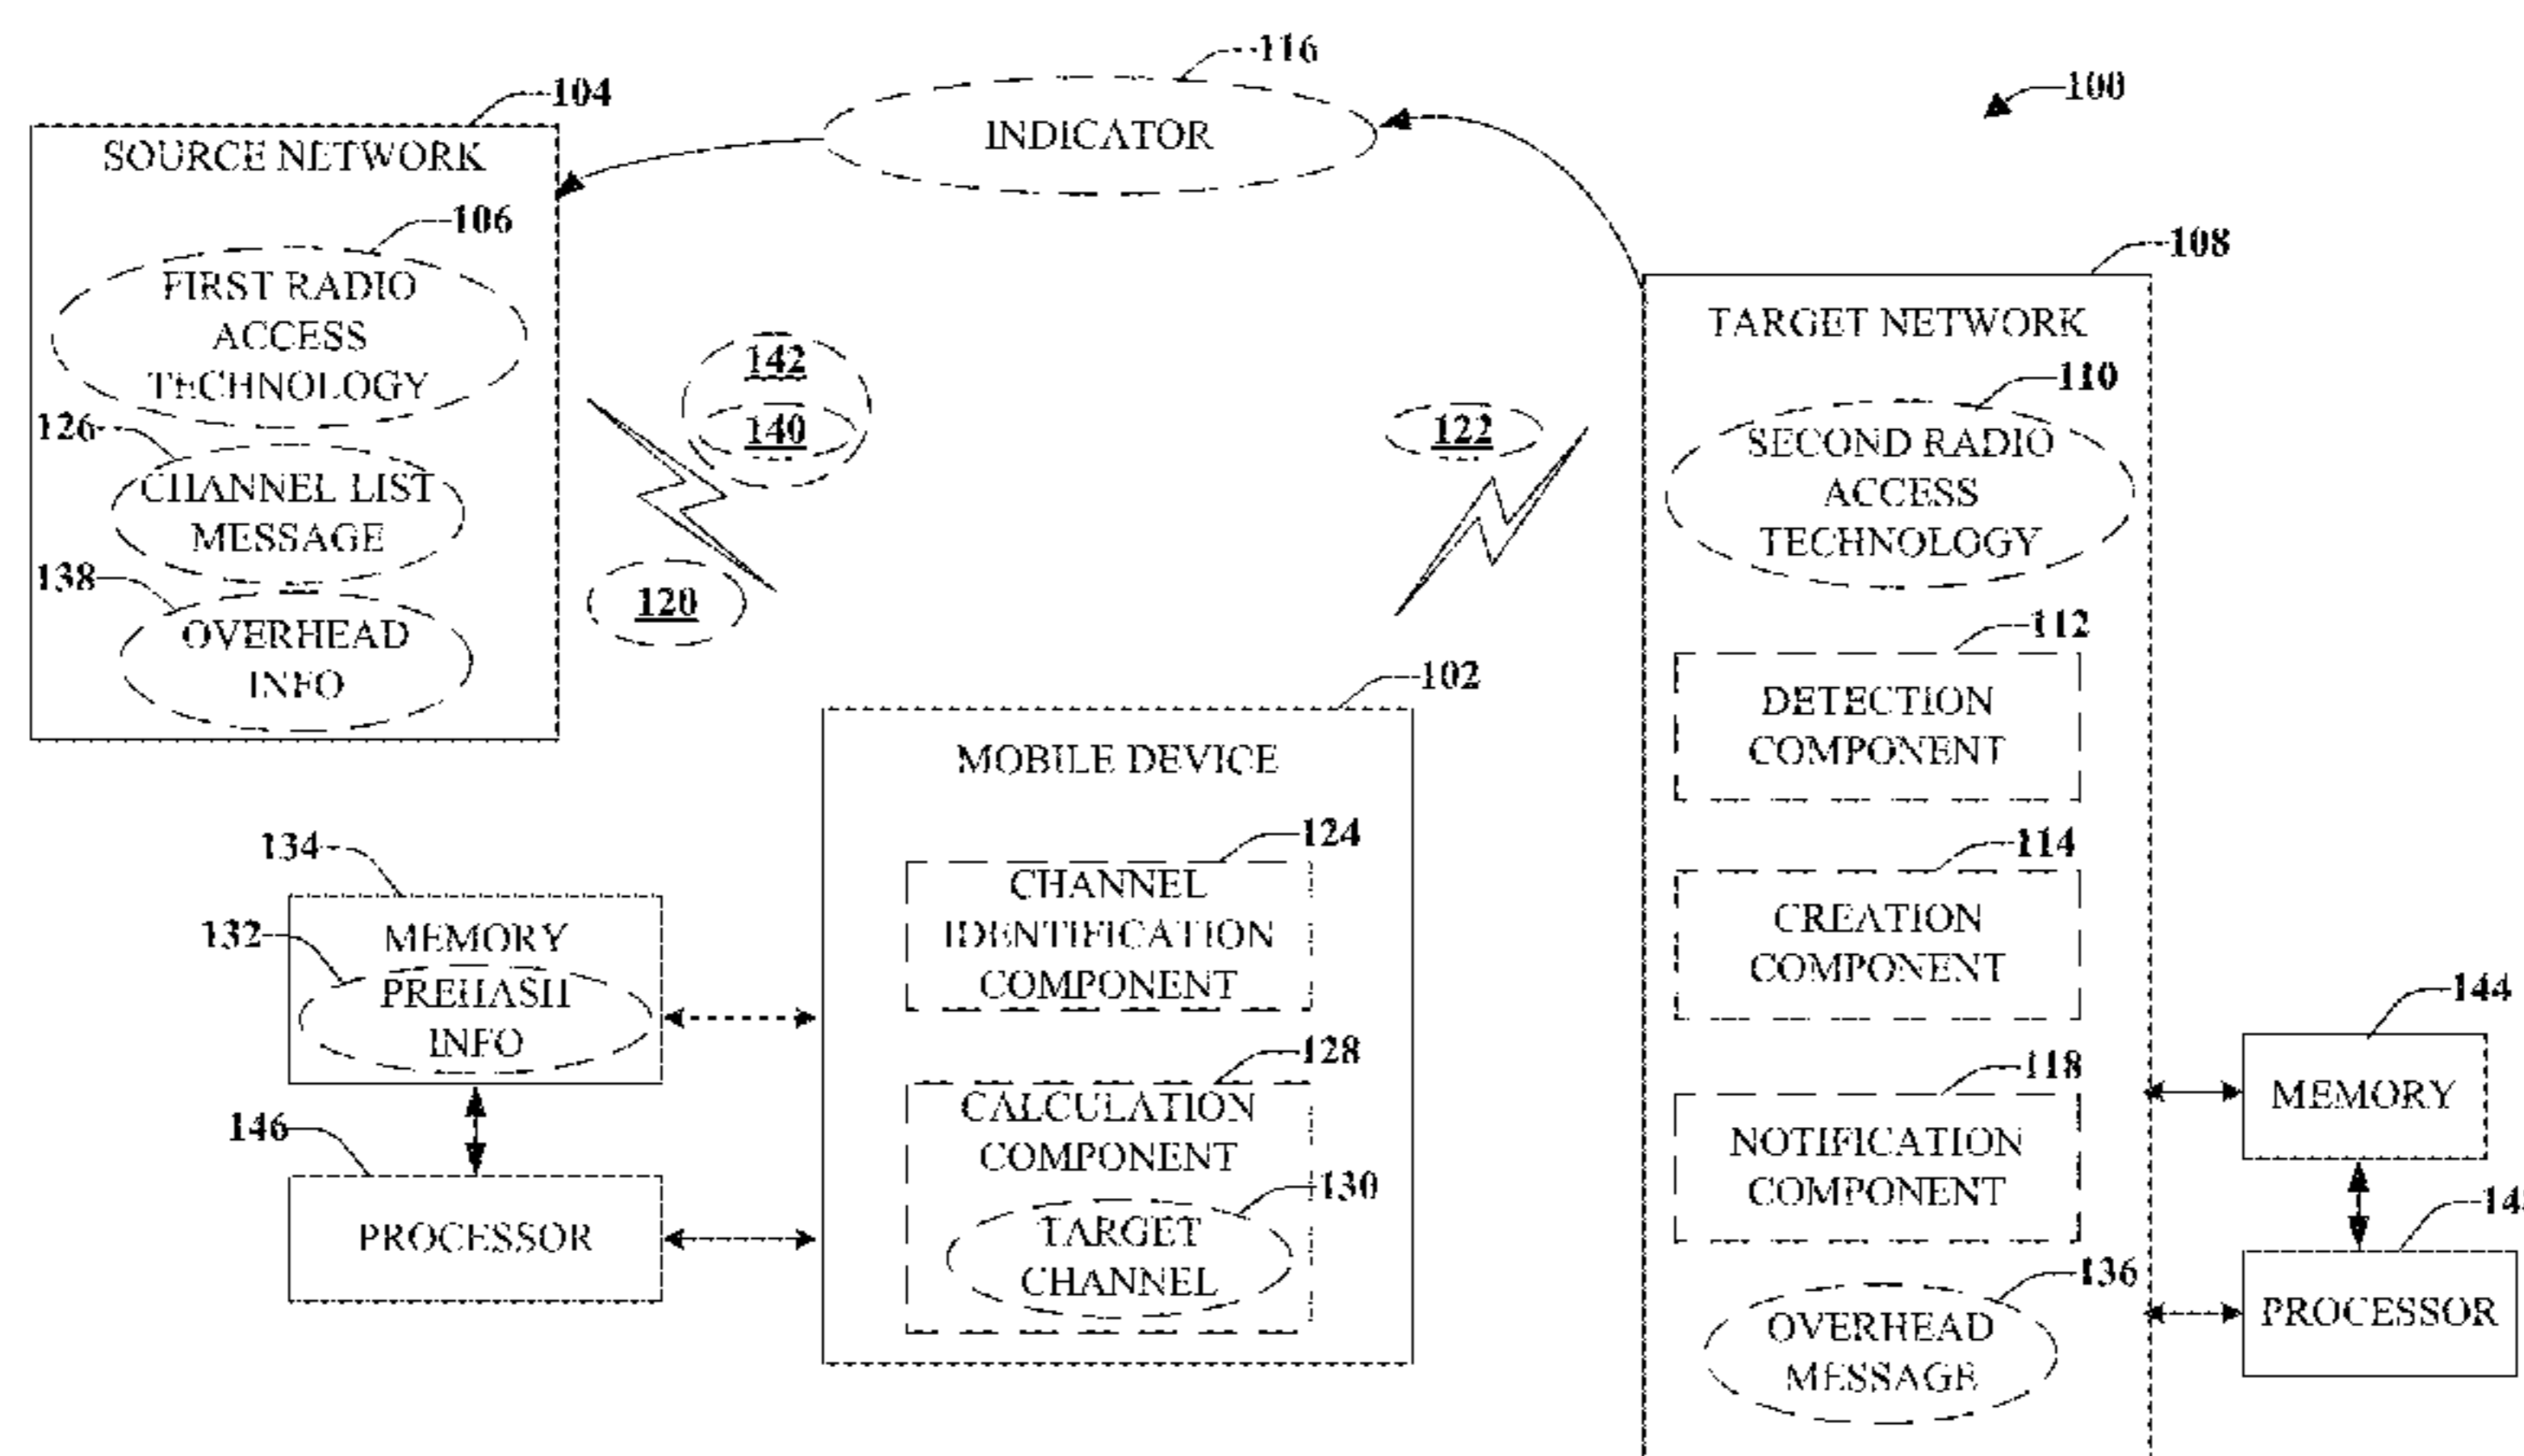 116
100
104
INDICATOR
SOURCE NETWORK
106
FIRST RADIO
ACCESS
TECHNOLOGY
126
CHANNEL LIST
MESSAGE
138
OVERHEAD
INFO
142
140
120
122
108
TARGET NETWORK
110
SECOND RADIO
ACCESS
TECHNOLOGY
112
DETECTION
COMPONENT
114
CREATION
COMPONENT
118
NOTIFICATION
COMPONENT
136
OVERHEAD
MESSAGE
102
MOBILE DEVICE
124
CHANNEL
IDENTIFICATION
COMPONENT
128
CALCULATION
COMPONENT
130
TARGET
CHANNEL
134
132
MEMORY
PREHASH
INFO
146
PROCESSOR
144
MEMORY
PROCESSOR